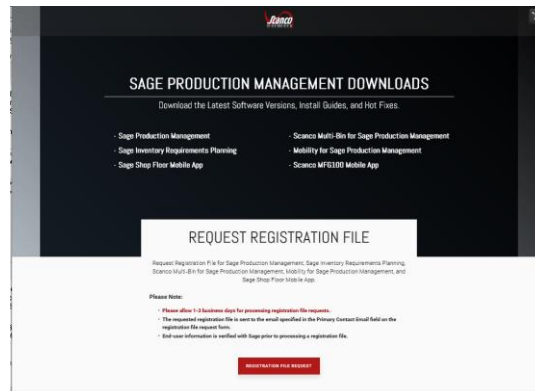 Scanco
SAGE PRODUCTION MANAGEMENT DOWNLOADS
Download the Latest Software Versions, Install Guides, and Hot Fixes.
- Sage Production Management
- Sage Inventory Requirements Planning
- Sage Shop Floor Mobile App
- Scanco Multi-Bin for Sage Production Management
- Mobility for Sage Production Management
- Scanco MFG100 Mobile App
REQUEST REGISTRATION FILE
Request Registration File for Sage Production Management, Sage Inventory Requirements Planning,
Scanco Multi-Bin for Sage Production Management, Mobility for Sage Production Management, and
Sage Shop Floor Mobile App.
Please Note:
• Please allow 1-2 business days for processing registration file requests.
• The requested registration file is sent to the email specified in the Primary Contact Email field on the
registration file request form.
• End-user information is verified with Sage prior to processing a registration file.
REGISTRATION FILE REQUEST